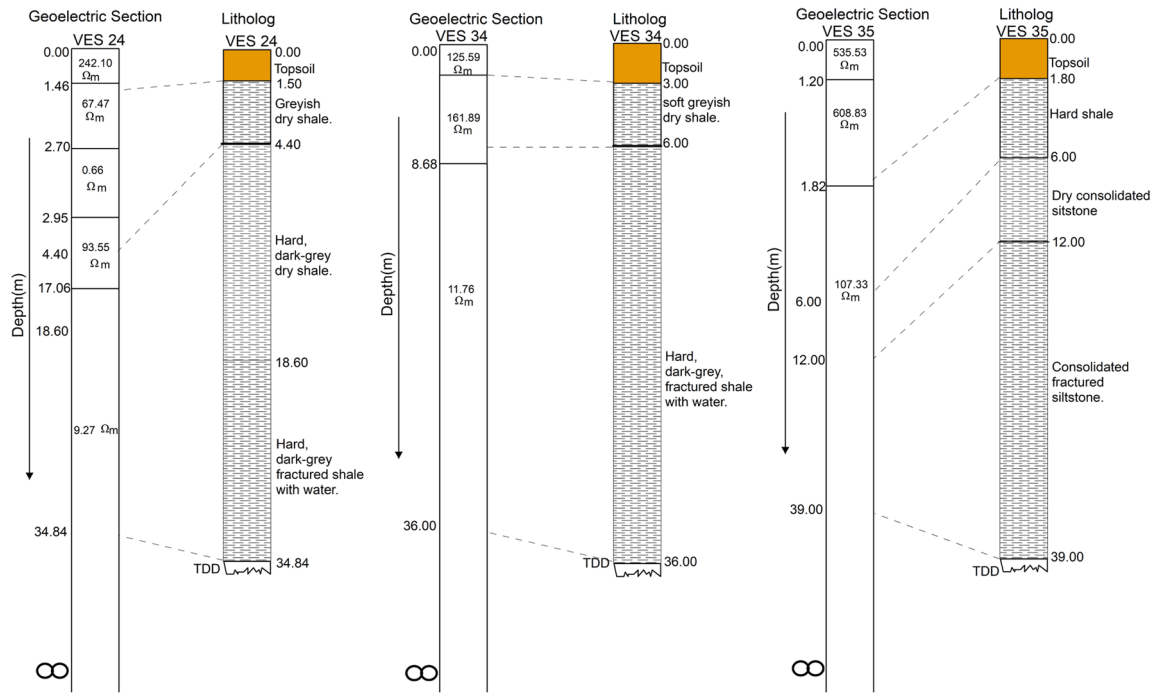 Geoelectric Section
VES 24
0.00
242.10
Ωm
1.46
67.47
Ωm
2.70
0.66
Ωm
2.95
4.40
93.55
Ωm
17.06
18.60
9.27 Ωm
34.84
Depth(m)
Litholog
VES 24
0.00
Topsoil
1.50
Greyish
dry shale.
4.40
Hard,
dark-grey
dry shale.
18.60
Hard,
dark-grey
fractured shale
with water.
TDD
34.84
Geoelectric Section
VES 34
0.00
125.59
Ωm
161.89
Ωm
8.68
11.76
Ωm
36.00
Depth(m)
Litholog
VES 34
0.00
Topsoil
3.00
soft greyish
dry shale.
6.00
Hard,
dark-grey,
fractured shale
with water.
TDD
36.00
Geoelectric Section
VES 35
0.00
535.53
Ωm
1.20
608.83
Ωm
1.82
107.33
Ωm
6.00
12.00
39.00
Depth(m)
Litholog
VES 35
0.00
Topsoil
1.80
Hard shale
6.00
Dry consolidated
sitstone
12.00
Consolidated
fractured
siltstone.
TDD
39.00
∞
∞
∞